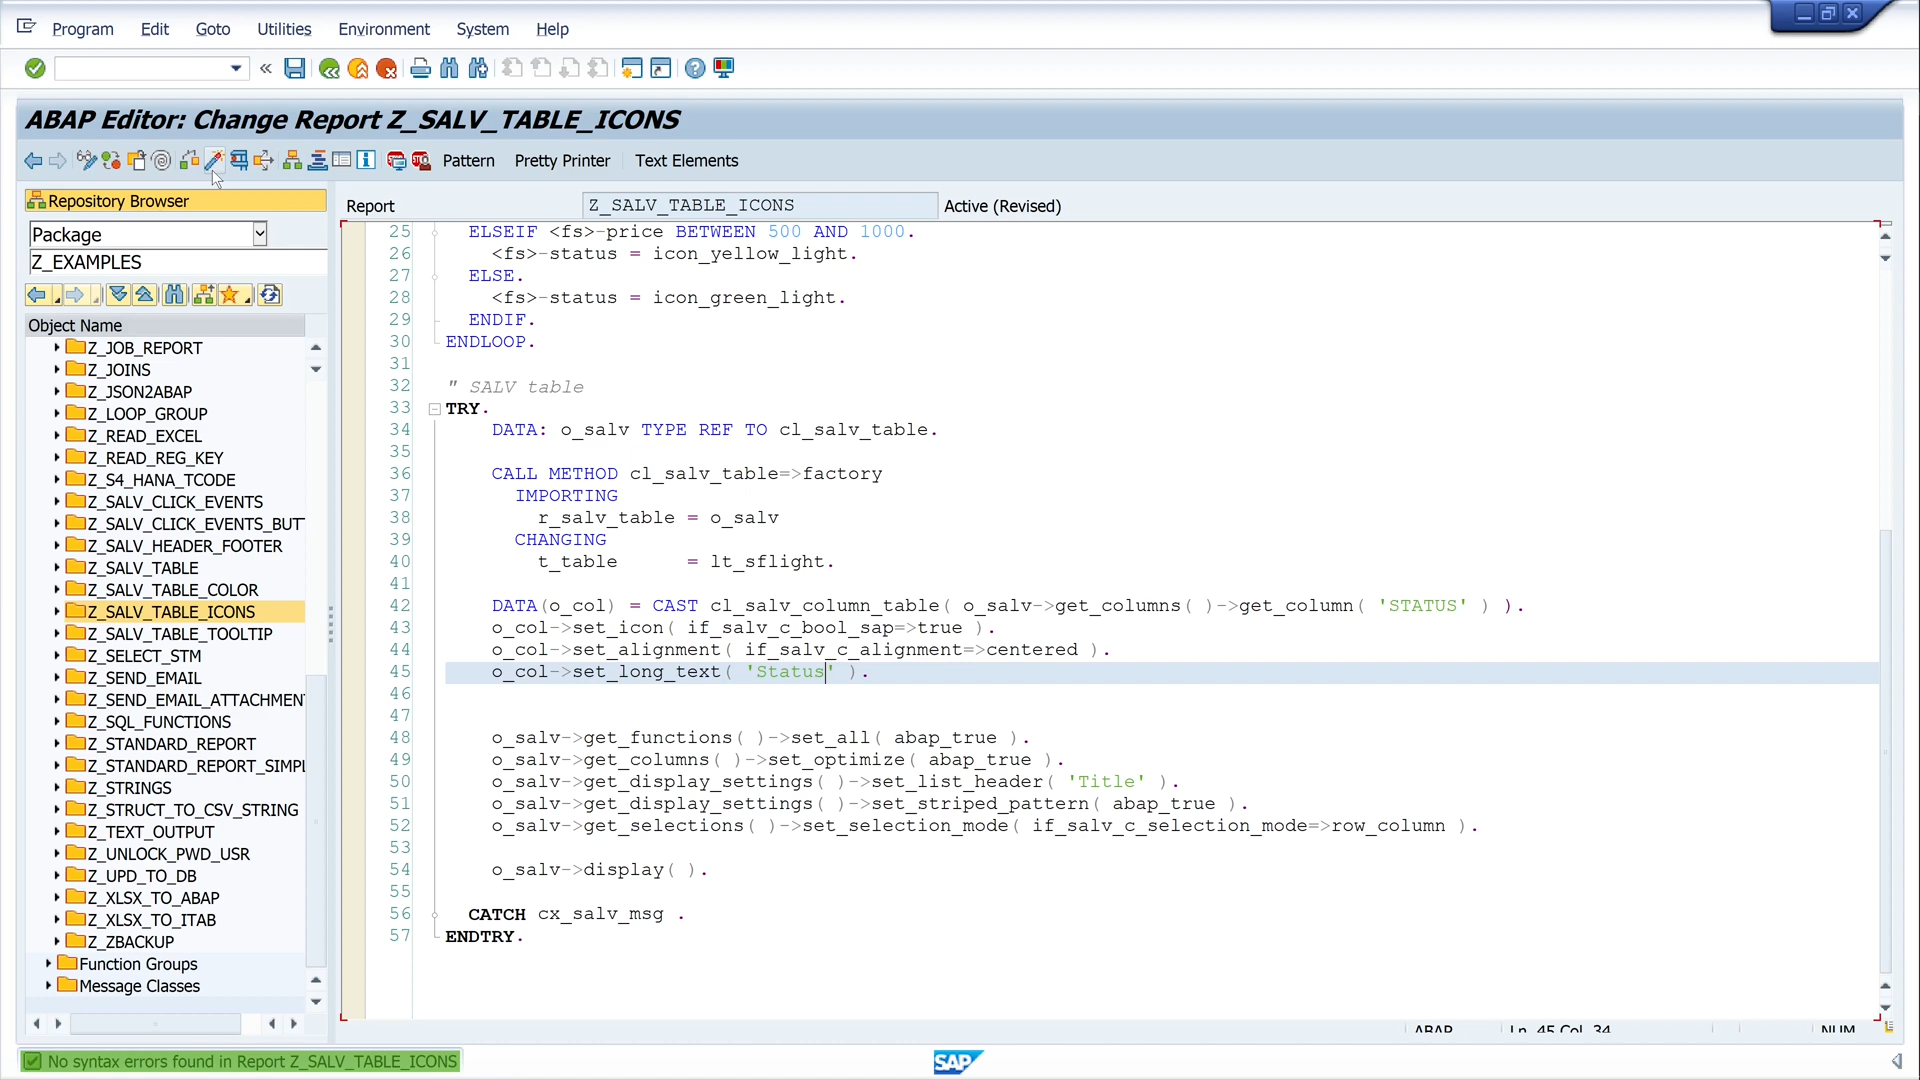 Program Edit Goto Utilities Environment System Help
ABAP Editor: Change Report Z_SALV_TABLE_ICONS
Pattern Pretty Printer Text Elements
Repository Browser
Package
Z_EXAMPLES
Object Name
Z_JOB_REPORT
Z_JOINS
Z_JSON2ABAP
Z_LOOP_GROUP
Z_READ_EXCEL
Z_READ_REG_KEY
Z_S4_HANA_TCODE
Z_SALV_CLICK_EVENTS
Z_SALV_CLICK_EVENTS_BUTT
Z_SALV_HEADER_FOOTER
Z_SALV_TABLE
Z_SALV_TABLE_COLOR
Z_SALV_TABLE_ICONS
Z_SALV_TABLE_TOOLTIP
Z_SELECT_STM
Z_SEND_EMAIL
Z_SEND_EMAIL_ATTACHMEN
Z_SQL_FUNCTIONS
Z_STANDARD_REPORT
Z_STANDARD_REPORT_SIMPL
Z_STRINGS
Z_STRUCT_TO_CSV_STRING
Z_TEXT_OUTPUT
Z_UNLOCK_PWD_USR
Z_UPD_TO_DB
Z_XLSX_TO_ABAP
Z_XLSX_TO_ITAB
Z_ZBACKUP
Function Groups
Message Classes
Report Z_SALV_TABLE_ICONS Active (Revised)
25 ELSEIF <fs>-price BETWEEN 500 AND 1000.
26 <fs>-status = icon_yellow_light.
27 ELSE.
28 <fs>-status = icon_green_light.
29 ENDIF.
30 ENDLOOP.
31
32 " SALV table
33 TRY.
34 DATA: o_salv TYPE REF TO cl_salv_table.
35
36 CALL METHOD cl_salv_table=>factory
37 IMPORTING
38 r_salv_table = o_salv
39 CHANGING
40 t_table = lt_sflight.
41
42 DATA(o_col) = CAST cl_salv_column_table( o_salv->get_columns( )->get_column( 'STATUS' ) ).
43 o_col->set_icon( if_salv_c_bool_sap=>true ).
44 o_col->set_alignment( if_salv_c_alignment=>centered ).
45 o_col->set_long_text( 'Status' ).
46
47
48 o_salv->get_functions( )->set_all( abap_true ).
49 o_salv->get_columns( )->set_optimize( abap_true ).
50 o_salv->get_display_settings( )->set_list_header( 'Title' ).
51 o_salv->get_display_settings( )->set_striped_pattern( abap_true ).
52 o_salv->get_selections( )->set_selection_mode( if_salv_c_selection_mode=>row_column ).
53
54 o_salv->display( ).
55
56 CATCH cx_salv_msg .
57 ENDTRY.
ABAP Ln 45 Col 34 NUM
No syntax errors found in Report Z_SALV_TABLE_ICONS
SAP